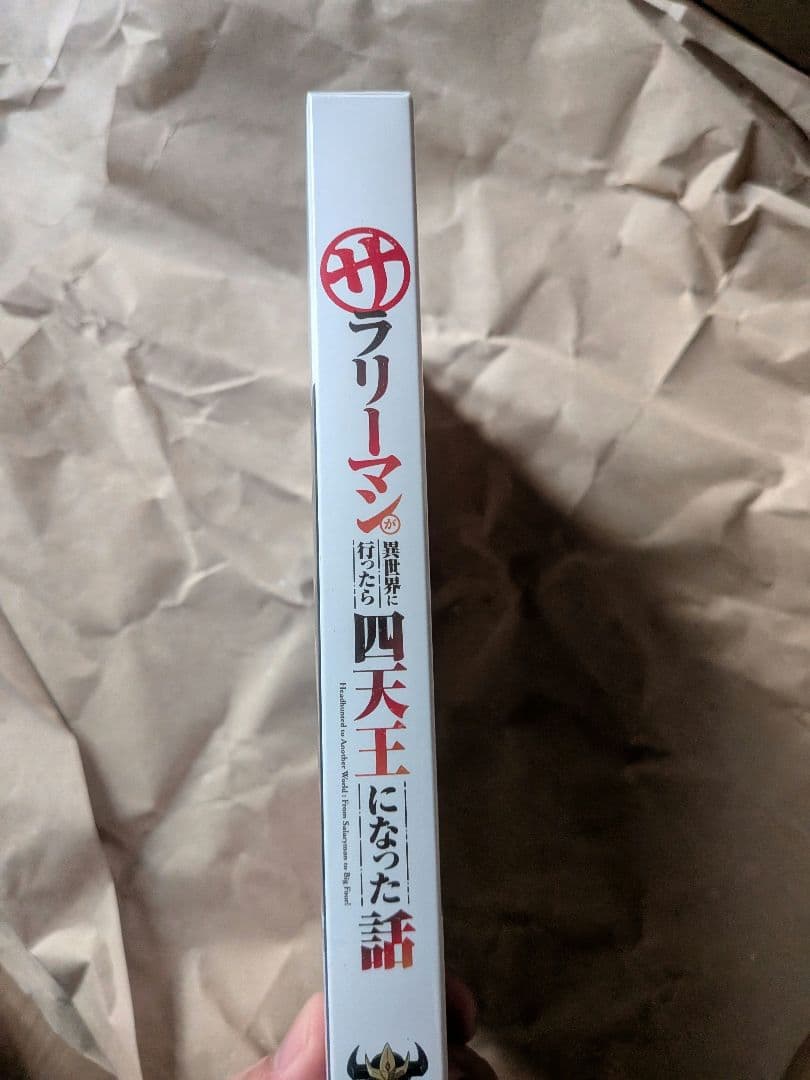 サラリーマンが
異世界に
行ったら
四天王になった話
Headhunted to Another World : From Salaryman to Big Four!